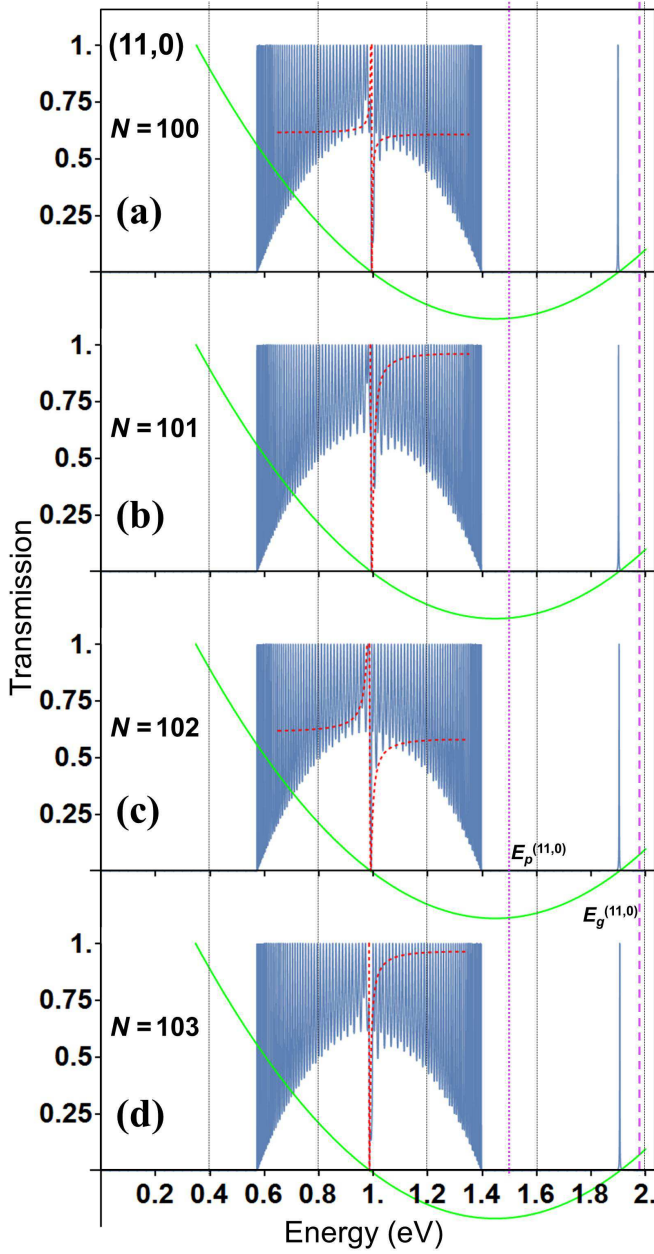 (11,0)
1.
0.75
N = 100
0.5
0.25
(a)
1.
0.75
N = 101
0.5
0.25
(b)
1.
0.75
N = 102
0.5
0.25
(c)
Ep(11,0)
Eg(11,0)
1.
0.75
N = 103
0.5
0.25
(d)
Transmission
0.2 0.4 0.6 0.8 1. 1.2 1.4 1.6 1.8 2.
Energy (eV)